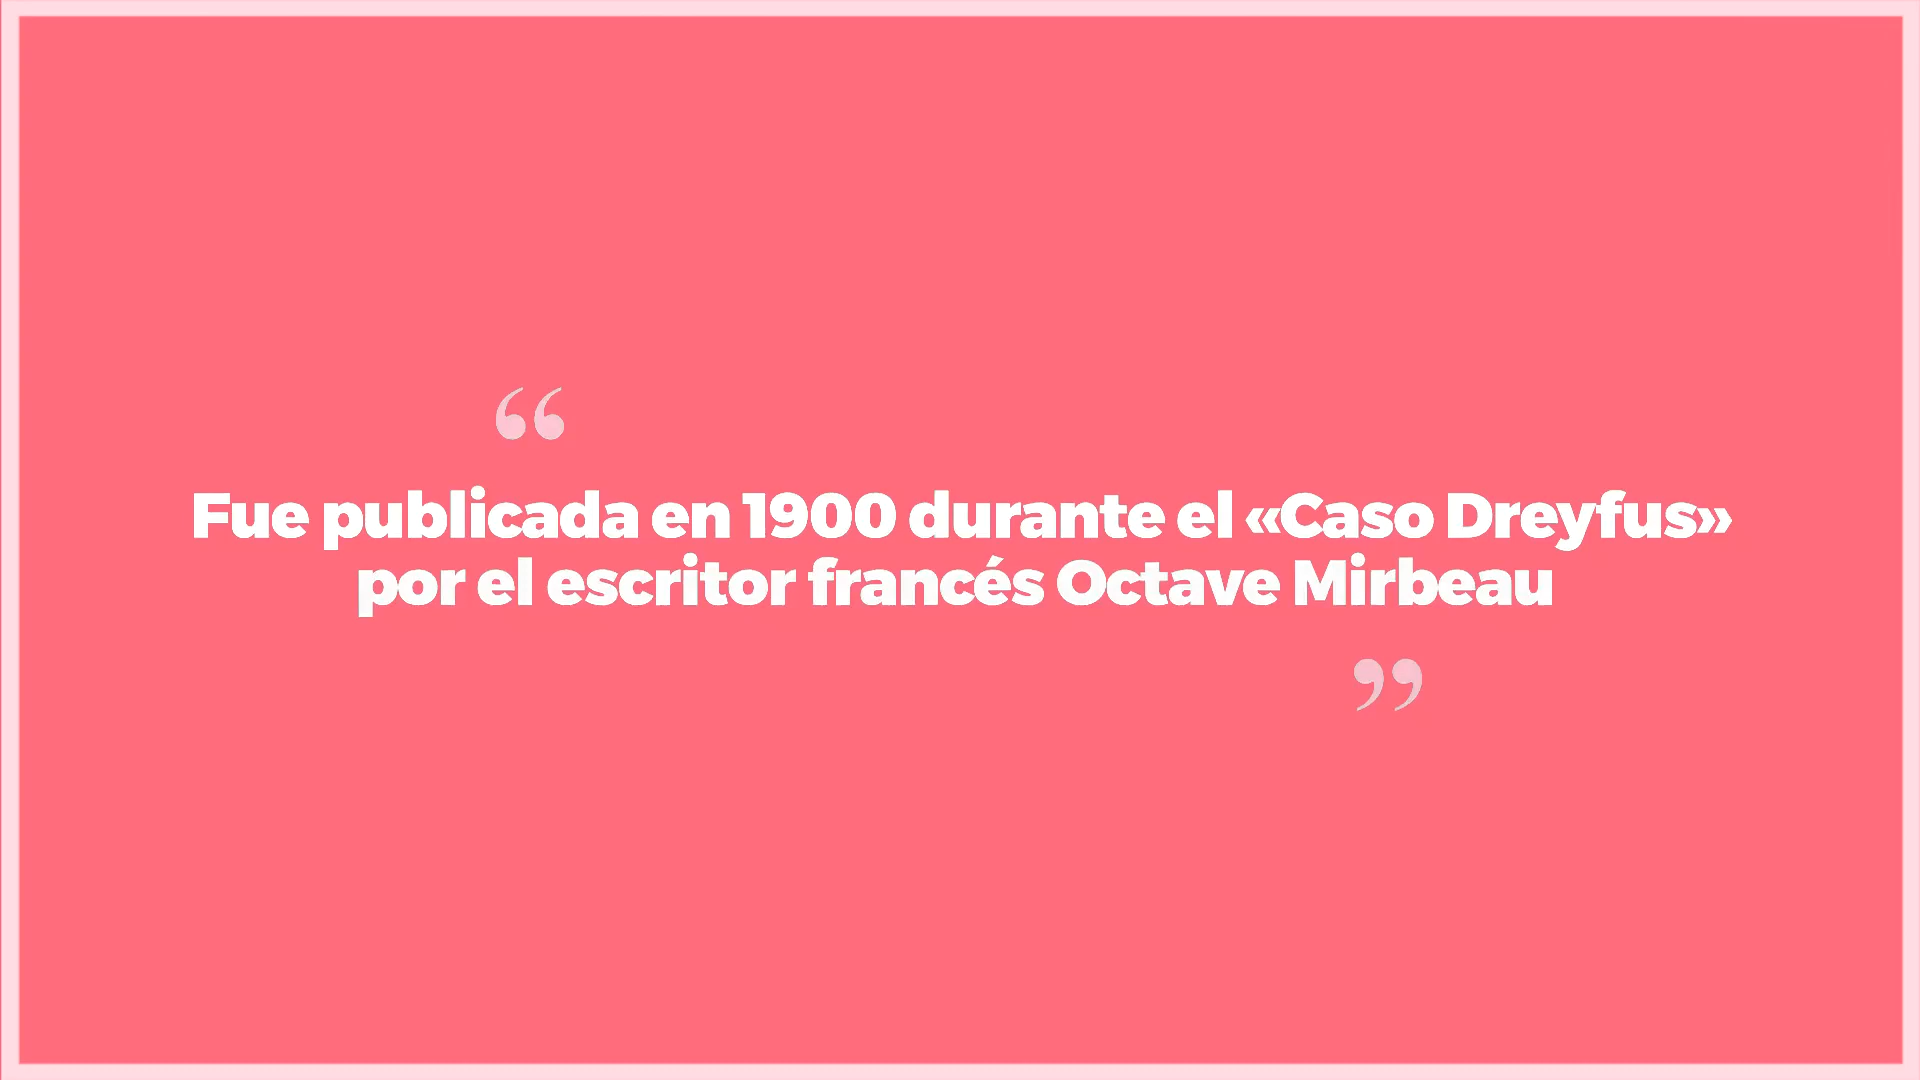 “
Fue publicada en 1900 durante el «Caso Dreyfus»
por el escritor francés Octave Mirbeau
”